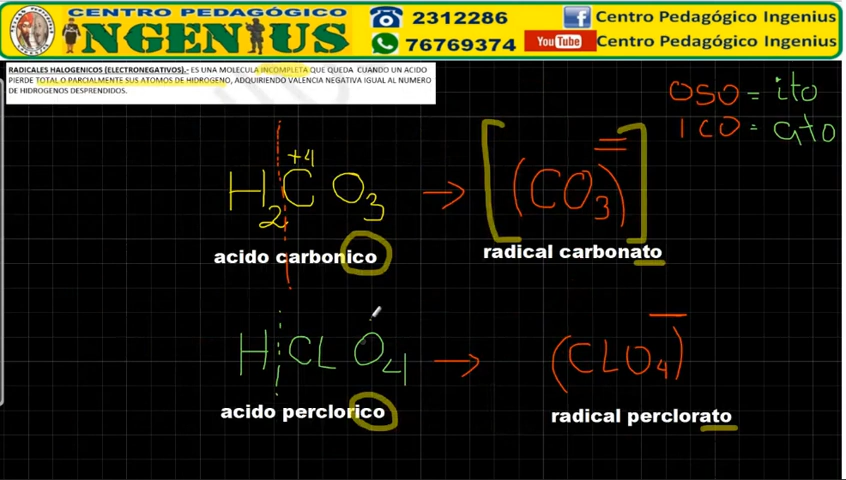 CENTRO PEDAGÓGICO
INGENIUS
2312286
76769374
Centro Pedagógico Ingenius
You Tube Centro Pedagógico Ingenius
RADICALES HALOGENICOS (ELECTRONEGATIVOS).- ES UNA MOLECULA INCOMPLETA QUE QUEDA CUANDO UN ACIDO
PIERDE TOTAL O PARCIALMENTE SUS ATOMOS DE HIDROGENO, ADQUIRIENDO VALENCIA NEGATIVA IGUAL AL NUMERO
DE HIDROGENOS DESPRENDIDOS.
OSO = ito
ICO = ato
+4
H2CO3 → [(CO3)=]
acido carbonico
radical carbonato
HCLO4 → (CLO4)–
acido perclorico
radical perclorato